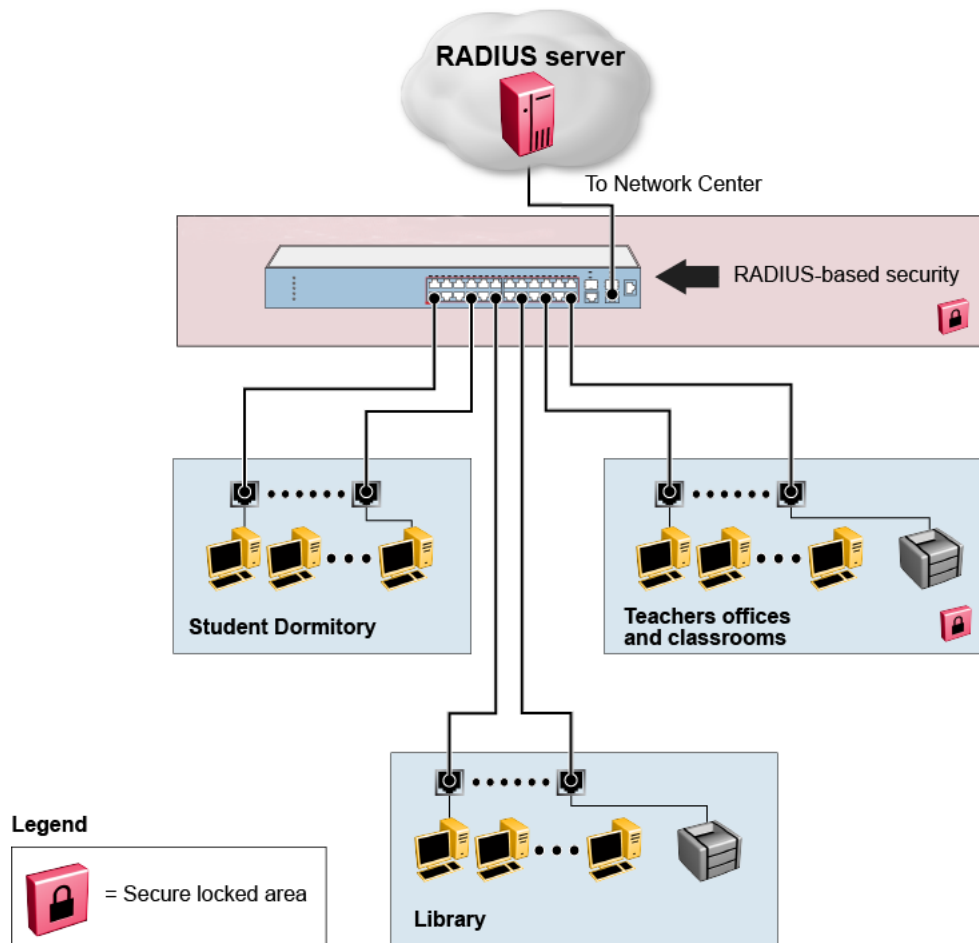 RADIUS server
To Network Center
RADIUS-based security
Student Dormitory
Teachers offices
and classrooms
Library
Legend
= Secure locked area